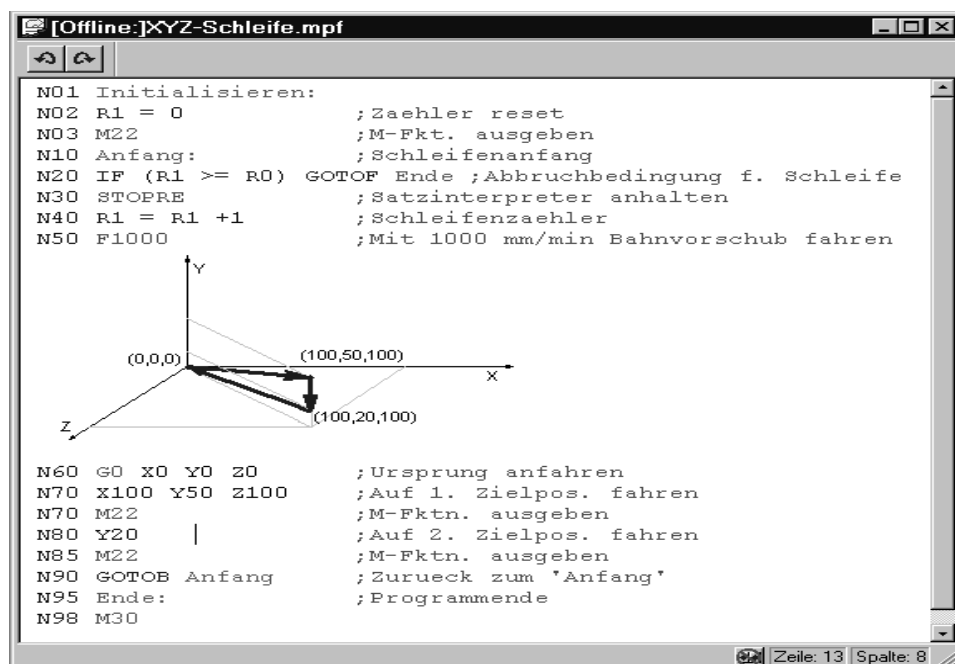 [Offline:]XYZ-Schleife.mpf
N01 Initialisieren:
N02 R1 = 0 ;Zaehler reset
N03 M22 ;M-Fkt. ausgeben
N10 Anfang: ;Schleifenanfang
N20 IF (R1 >= R0) GOTOF Ende ;Abbruchbedingung f. Schleife
N30 STOPRE ;Satzinterpreter anhalten
N40 R1 = R1 +1 ;Schleifenzaehler
N50 F1000 ;Mit 1000 mm/min Bahnvorschub fahren
Y
(0,0,0) (100,50,100)
X
(100,20,100)
Z
N60 G0 X0 Y0 Z0 ;Ursprung anfahren
N70 X100 Y50 Z100 ;Auf 1. Zielpos. fahren
N70 M22 ;M-Fktn. ausgeben
N80 Y20 ;Auf 2. Zielpos. fahren
N85 M22 ;M-Fktn. ausgeben
N90 GOTOB Anfang ;Zurueck zum 'Anfang'
N95 Ende: ;Programmende
N98 M30
Zeile: 13 Spalte: 8